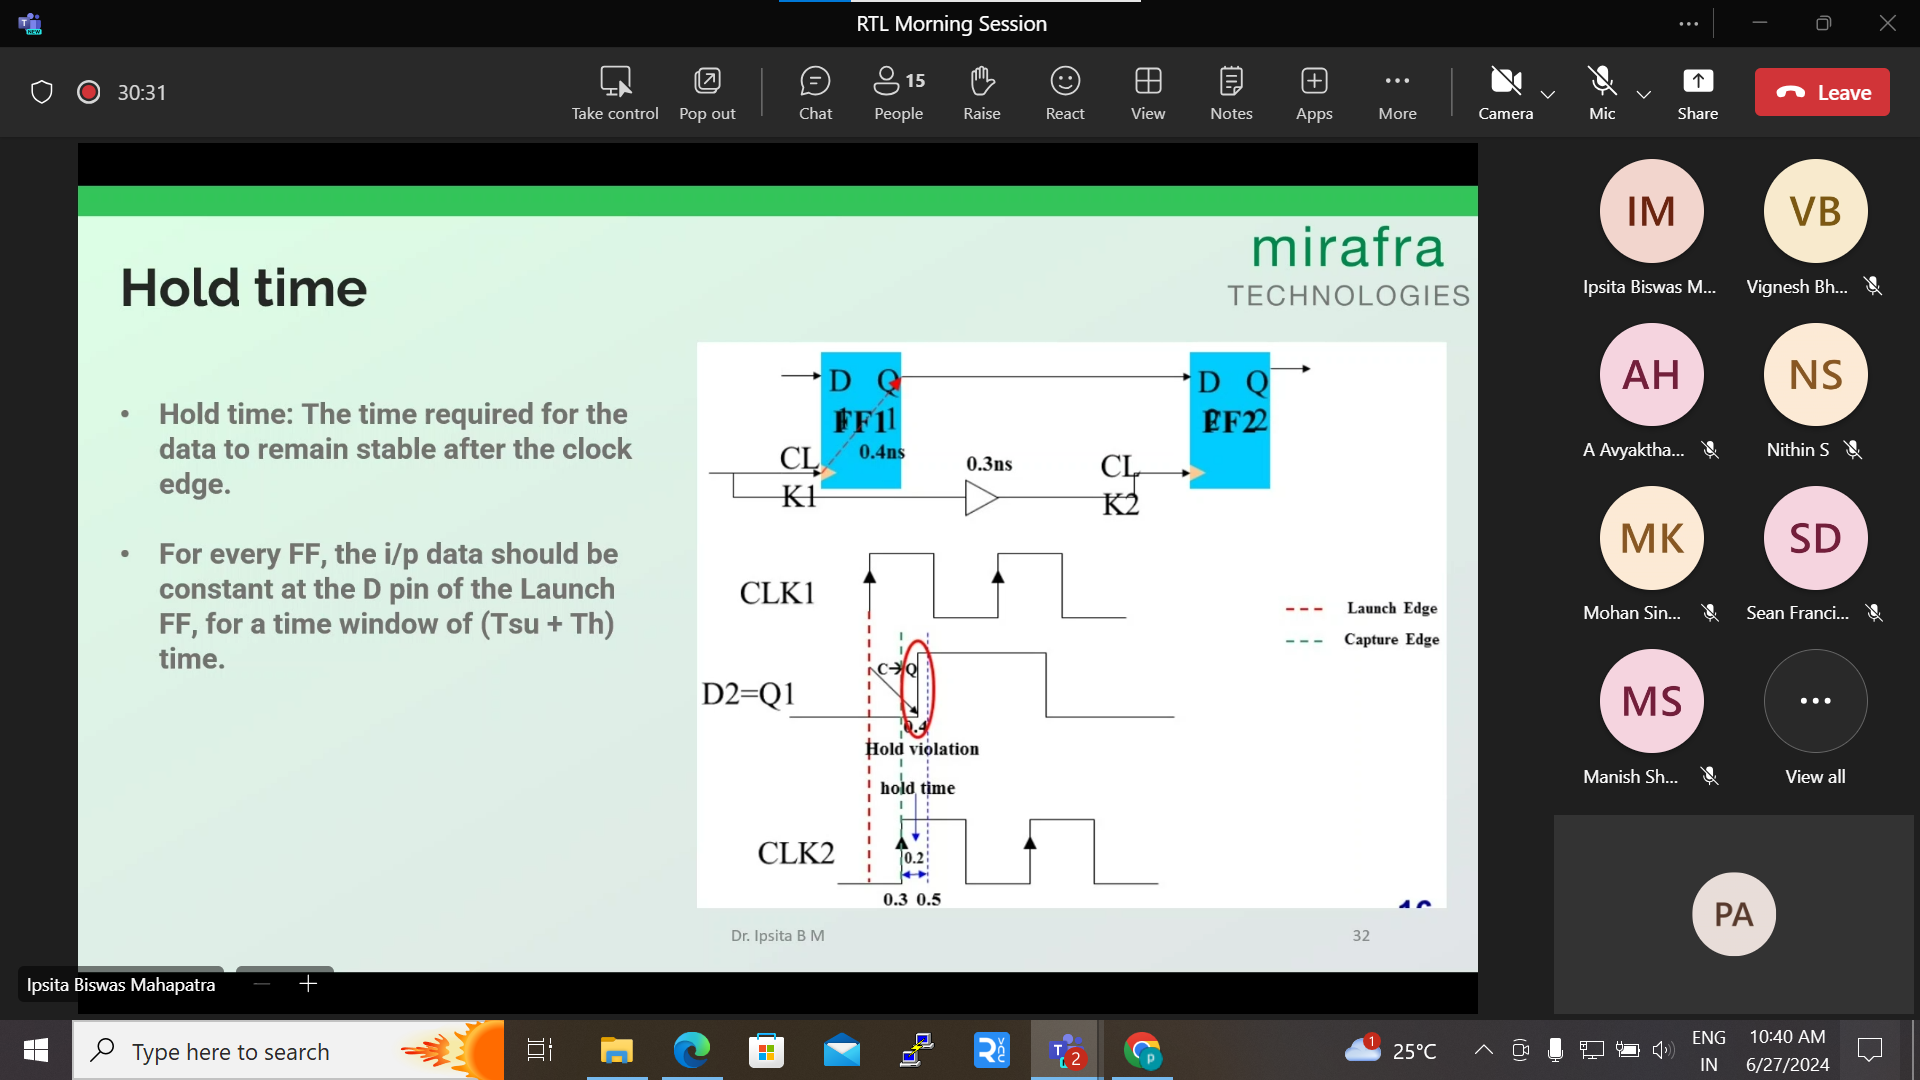 RTL Morning Session
30:31
Take control
Pop out
Chat
15
People
Raise
React
View
Notes
Apps
More
Camera
Mic
Share
Leave
mirafra
TECHNOLOGIES
Hold time
• Hold time: The time required for the
data to remain stable after the clock
edge.
• For every FF, the i/p data should be
constant at the D pin of the Launch
FF, for a time window of (Tsu + Th)
time.
D Q
1
FF1
0.4ns
CL
K1
0.3ns
CL
K2
D Q
2 2
FF2
CLK1
Launch Edge
Capture Edge
C→Q
D2=Q1
0.4
Hold violation
hold time
CLK2
0.2
0.3 0.5
Dr. Ipsita B M
32
Ipsita Biswas Mahapatra
IM
Ipsita Biswas M...
VB
Vignesh Bh...
AH
A Avyaktha...
NS
Nithin S
MK
Mohan Sin...
SD
Sean Franci...
MS
Manish Sh...
View all
PA
Type here to search
2
1
25°C
ENG
IN
10:40 AM
6/27/2024